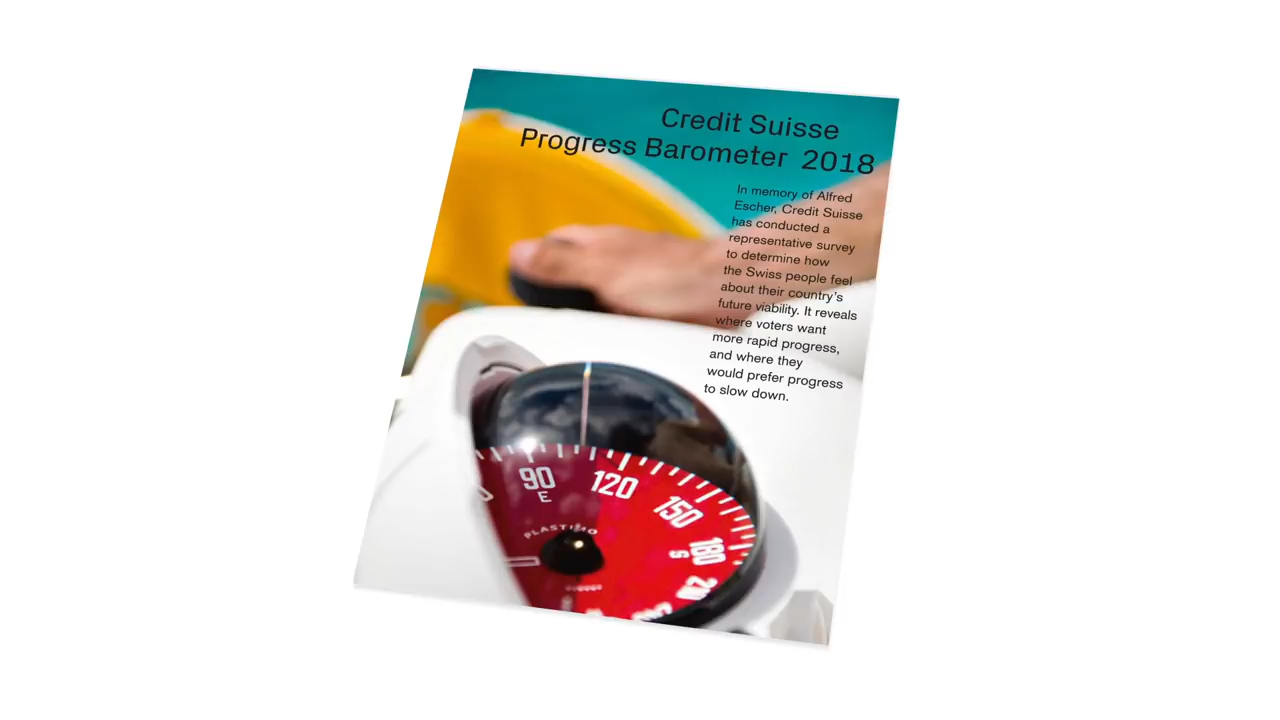 Credit Suisse
Progress Barometer 2018
In memory of Alfred
Escher, Credit Suisse
has conducted a
representative survey
to determine how
the Swiss people feel
about their country's
future viability. It reveals
where voters want
more rapid progress,
and where they
would prefer progress
to slow down.
90
E
120
150
180
S
PLASTIMO